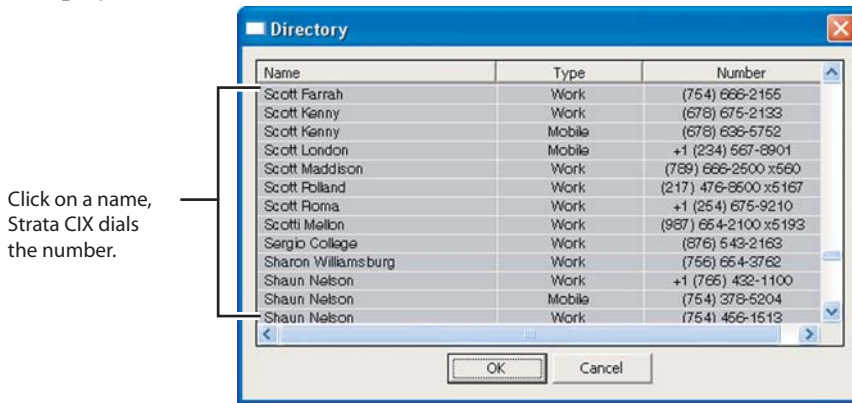 Directory
Name Type Number
Scott Farrah Work (754) 666-2155
Scott Kenny Work (678) 675-2133
Scott Kenny Mobile (678) 636-5752
Scott London Mobile +1 (234) 567-8901
Scott Maddison Work (789) 666-2500 x560
Scott Polland Work (217) 476-8500 x5167
Scott Roma Work +1 (254) 675-9210
Scotti Mellon Work (987) 654-2100 x5193
Sergio College Work (876) 543-2163
Sharon Williamsburg Work (756) 654-3762
Shaun Nelson Work +1 (765) 432-1100
Shaun Nelson Mobile (754) 378-5204
Shaun Nelson Work (754) 456-1513
OK Cancel
Click on a name,
Strata CIX dials
the number.